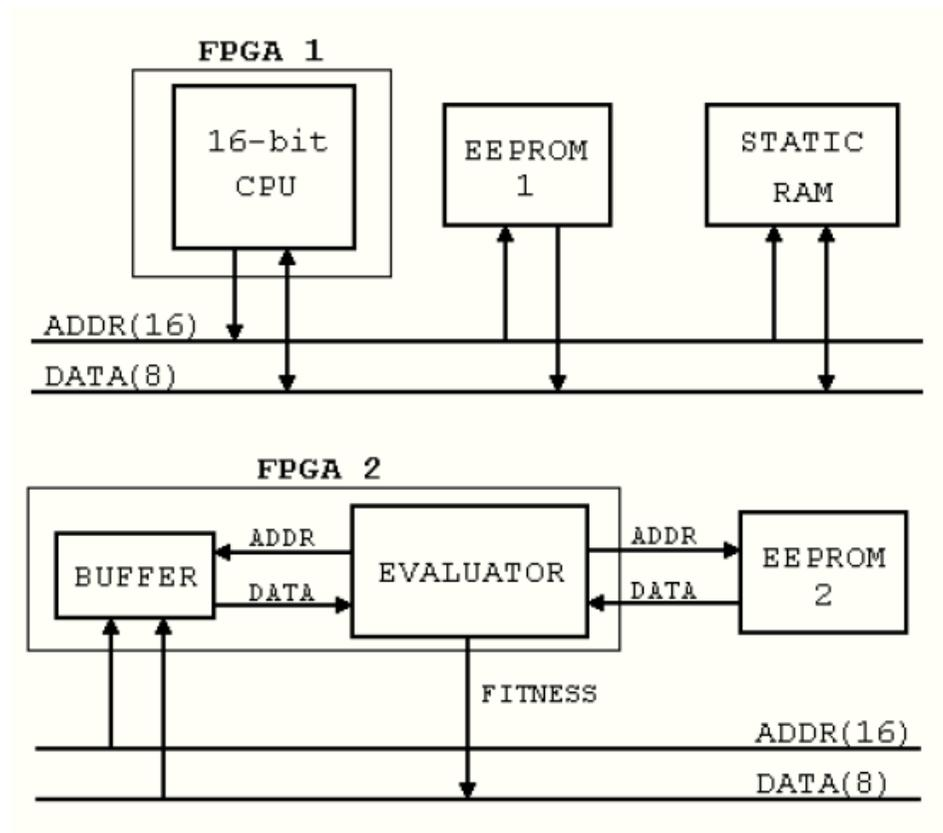 FPGA 1
16-bit
CPU
EEPROM
1
STATIC
RAM
ADDR(16)
DATA(8)
FPGA 2
BUFFER
ADDR
DATA
EVALUATOR
ADDR
DATA
EEPROM
2
FITNESS
ADDR(16)
DATA(8)